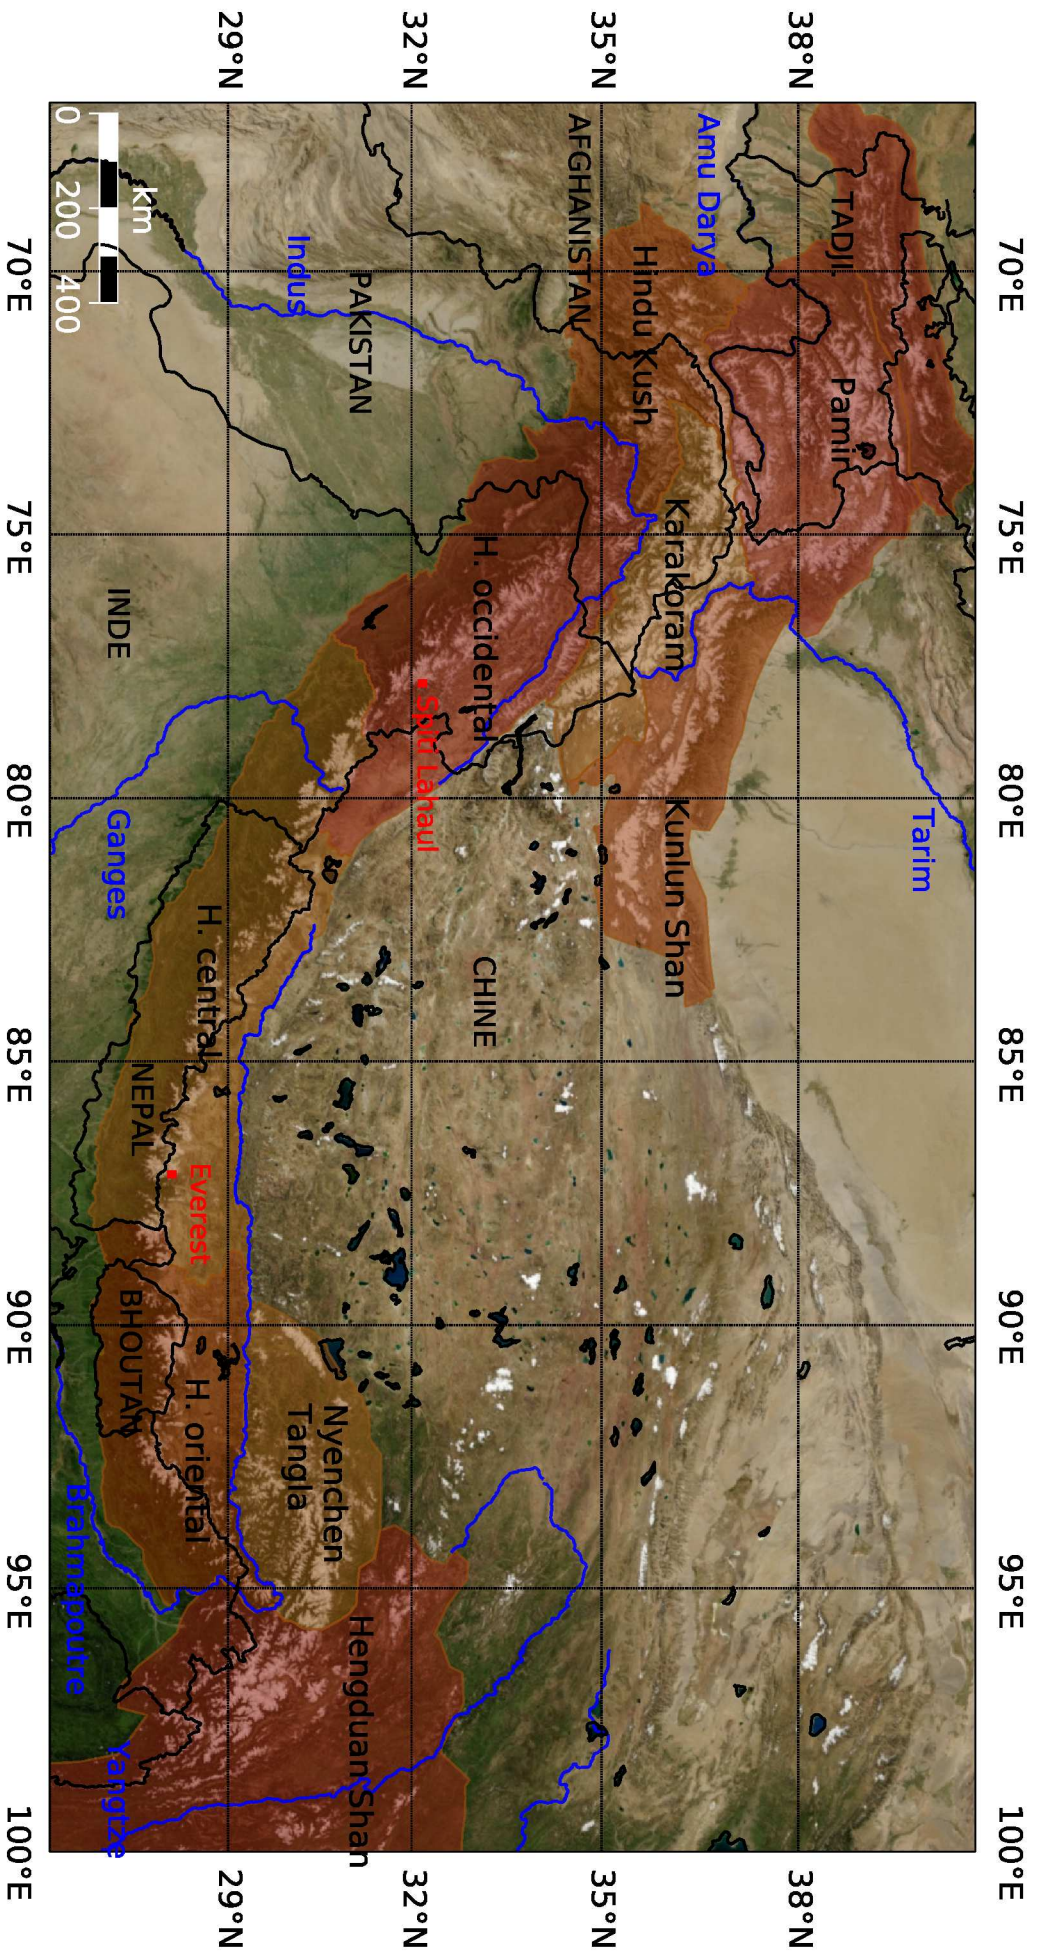 70°E
75°E
80°E
85°E
90°E
95°E
100°E
38°N
38°N
TADJI.
Pamir
Tarim
Amu Darya
Karakoram
Kunlun Shan
35°N
35°N
AFGHANISTAN
Hindu Kush
H. occidental
CHINE
32°N
32°N
PAKISTAN
Spiti Lahaul
Nyenchen
Tangla
Hengduan Shan
Indus
29°N
29°N
H. central
Everest
H. oriental
km
NEPAL
BHOUTAN
INDE
Ganges
Brahmapoutre
Yangtze
0
200
400
70°E
75°E
80°E
85°E
90°E
95°E
100°E